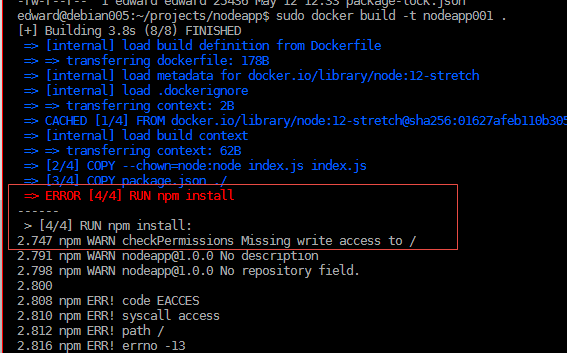 -rw-r--r-- 1 edward edward 25436 May 12 12:33 package-lock.json
edward@debian005:~/projects/nodeapp$ sudo docker build -t nodeapp001 .
[+] Building 3.8s (8/8) FINISHED
=> [internal] load build definition from Dockerfile
=> => transferring dockerfile: 178B
=> [internal] load metadata for docker.io/library/node:12-stretch
=> [internal] load .dockerignore
=> => transferring context: 2B
=> CACHED [1/4] FROM docker.io/library/node:12-stretch@sha256:01627afeb110b305
=> [internal] load build context
=> => transferring context: 62B
=> [2/4] COPY --chown=node:node index.js index.js
=> [3/4] COPY package.json ./
=> ERROR [4/4] RUN npm install
------
> [4/4] RUN npm install:
2.747 npm WARN checkPermissions Missing write access to /
2.791 npm WARN nodeapp@1.0.0 No description
2.798 npm WARN nodeapp@1.0.0 No repository field.
2.800
2.808 npm ERR! code EACCES
2.810 npm ERR! syscall access
2.812 npm ERR! path /
2.816 npm ERR! errno -13